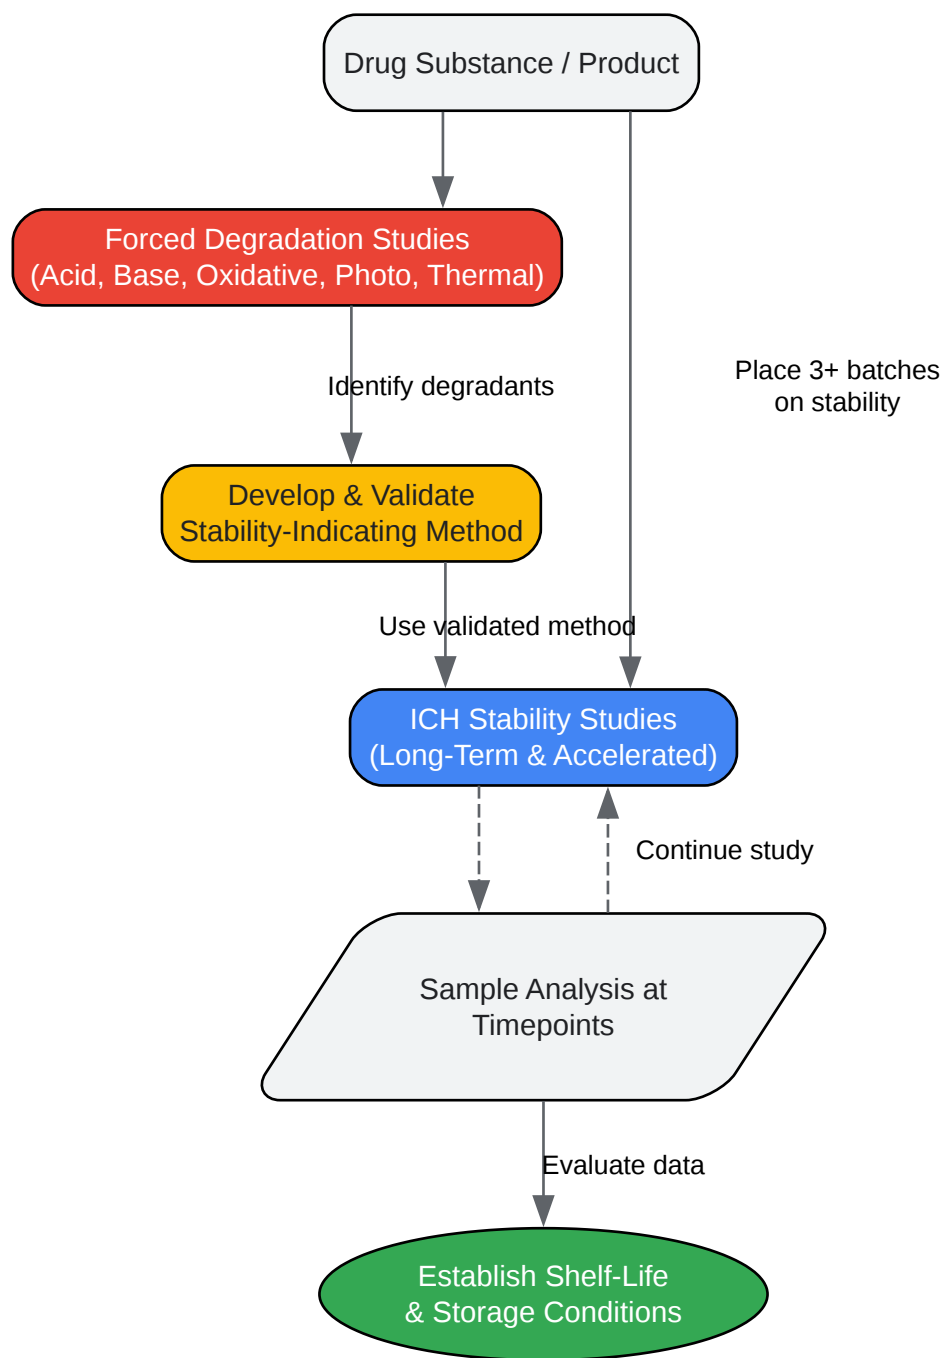 Drug Substance / Product
Forced Degradation Studies
(Acid, Base, Oxidative, Photo, Thermal)
Identify degradants
Place 3+ batches
on stability
Develop & Validate
Stability-Indicating Method
Use validated method
ICH Stability Studies
(Long-Term & Accelerated)
Continue study
Sample Analysis at
Timepoints
Evaluate data
Establish Shelf-Life
& Storage Conditions